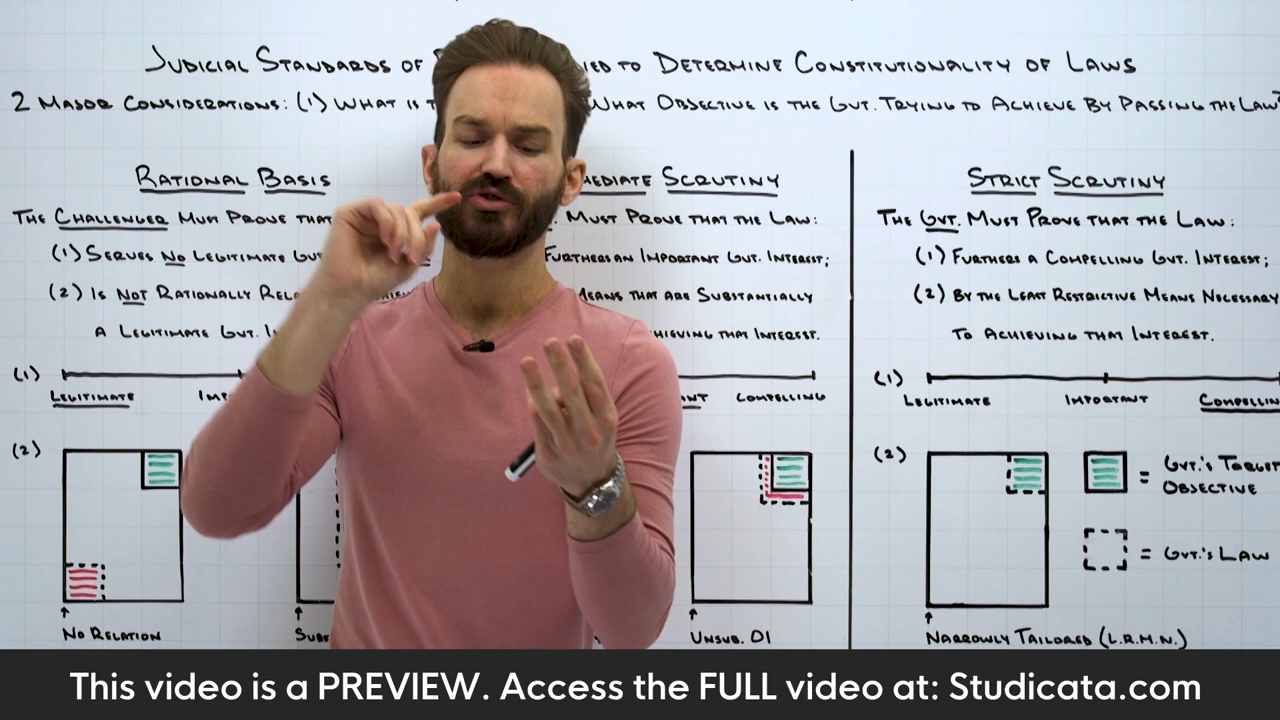 Judicial Standards of
ied to Determine Constitutionality of Laws
2 Major Considerations: (1) What is t
What Objective is the Gvt. Trying to Achieve By Passing the Law?
Rational Basis
The Challenger Must Prove that
(1) Serves No Legitimate Gvt
(2) Is Not Rationally Rel
A Legitimate Gvt. I
(1)
Legitimate
Imp
(2)
No Relation
Subs
mediate Scrutiny
. Must Prove that the Law:
Furthers an Important Gvt. Interest;
Means that are Substantially
hieving that Interest.
nt Compelling
Unsub. OI
Strict Scrutiny
The Gvt. Must Prove that the Law:
(1) Furthers a Compelling Gvt. Interest;
(2) By the Least Restrictive Means Necessary
To Achieving that Interest.
(1)
Legitimate Important Compellin
(2)
= Gvt.'s Target
Objective
= Gvt.'s Law
Narrowly Tailored (L.R.M.N.)
This video is a PREVIEW. Access the FULL video at: Studicata.com